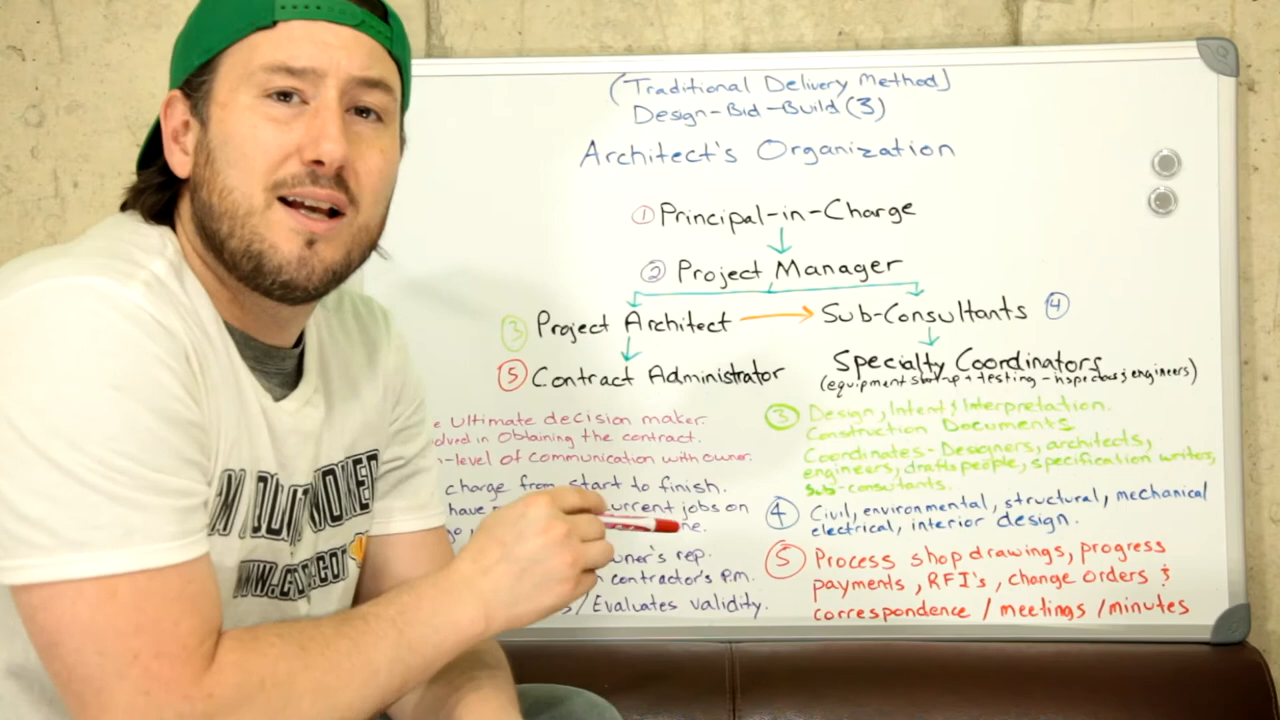 (Traditional Delivery Method)
Design-Bid-Build (3)
Architect's Organization
① Principal-in-Charge
② Project Manager
③ Project Architect
Sub-Consultants ④
⑤ Contract Administrator
Specialty Coordinators
(equipment start-up + testing - inspectors & engineers)
Ultimate decision maker.
in Obtaining the contract.
-level of communication with owner.
charge from start to finish.
have current jobs on
owner's rep.
contractor's P.M.
/ Evaluates validity.
③ Design, Intent & Interpretation.
Construction Documents
Coordinates - Designers, architects,
engineers, draftspeople, specification writers,
Sub-consultants.
④ Civil, environmental, structural, mechanical
electrical, interior design.
⑤ Process shop drawings, progress
payments, RFI's, change orders &
correspondence / meetings / minutes